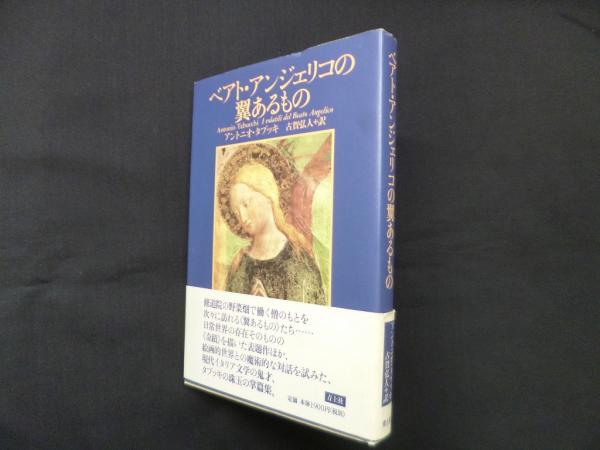 ベアト・アンジェリコの
翼あるもの
Antonio Tabucchi I volatili del Beato Angelico
アントニオ・タブッキ 古賀弘人+訳
修道院の野菜畑で働く僧のもとを
次々に訪れる〈翼あるもの〉たち……
日常世界の存在そのものの
〈奇蹟〉を描いた表題作ほか、
絵画的世界との魔術的な対話を試みた、
現代イタリア文学の鬼才、
タブッキの珠玉の掌篇集。
青土社
定価 本体1900円(税別)
ベアト・アンジェリコの翼あるもの
古賀弘人+訳